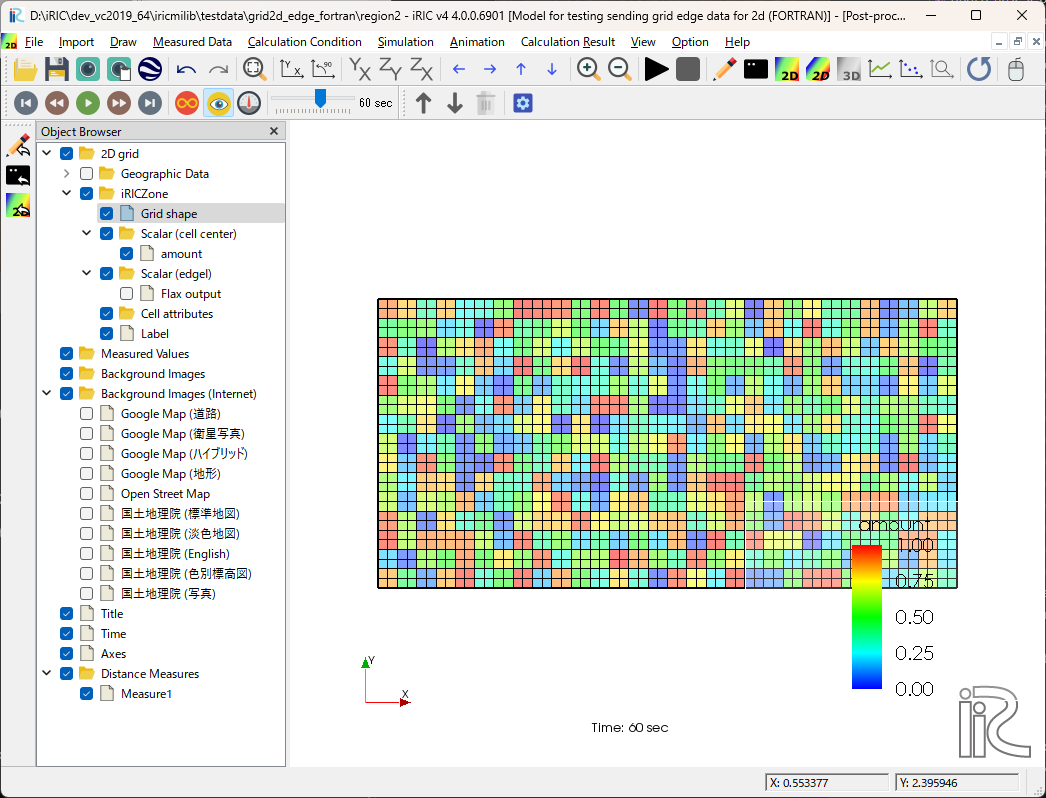 D:\iRIC\dev_vc2019_64\iricmilib\testdata\grid2d_edge_fortran\region2 - iRIC v4 4.0.0.6901 [Model for testing sending grid edge data for 2d (FORTRAN)] - [Post-proc...
File Import Draw Measured Data Calculation Condition Simulation Animation Calculation Result View Option Help
60 sec
Object Browser
2D grid
Geographic Data
iRICZone
Grid shape
Scalar (cell center)
amount
Scalar (edgeI)
Flax output
Cell attributes
Label
Measured Values
Background Images
Background Images (Internet)
Google Map (道路)
Google Map (衛星写真)
Google Map (ハイブリッド)
Google Map (地形)
Open Street Map
国土地理院 (標準地図)
国土地理院 (淡色地図)
国土地理院 (English)
国土地理院 (色別標高図)
国土地理院 (写真)
Title
Time
Axes
Distance Measures
Measure1
amount
1.00
0.75
0.50
0.25
0.00
Y
X
Time: 60 sec
iRIC
X: 0.553377
Y: 2.395946